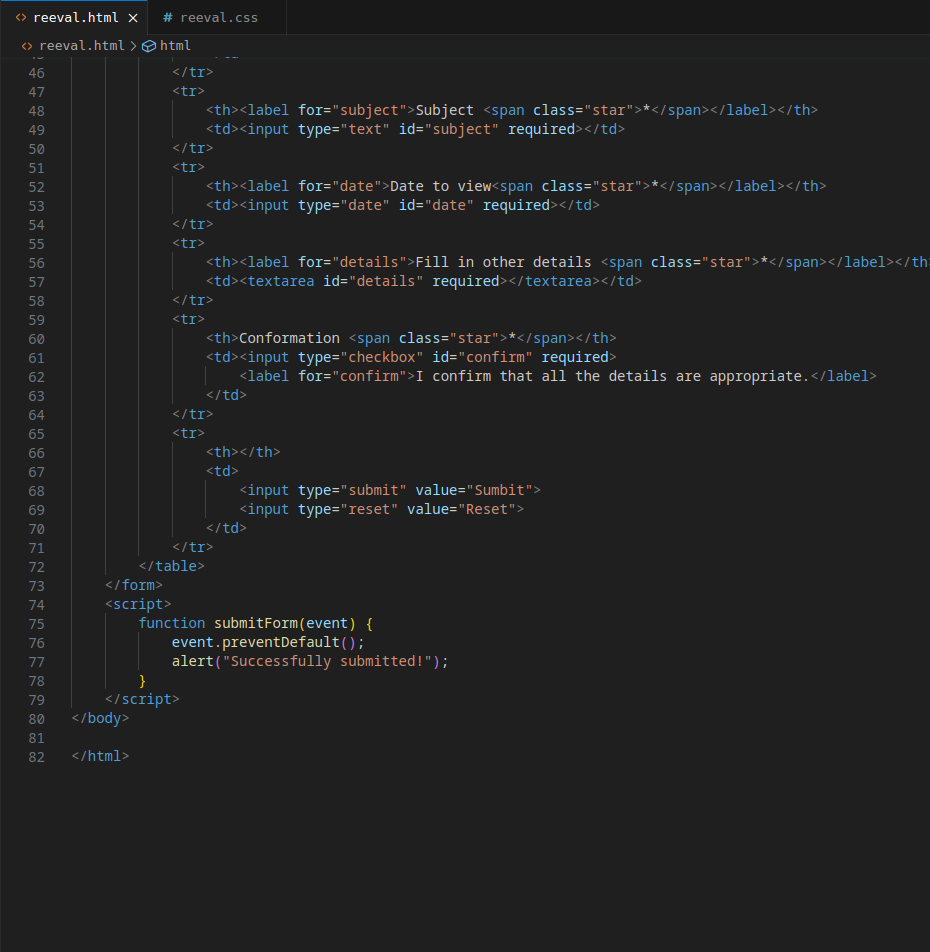 reeval.html
reeval.css
reeval.html > html
46 </tr>
47 <tr>
48 <th><label for="subject">Subject <span class="star">*</span></label></th>
49 <td><input type="text" id="subject" required></td>
50 </tr>
51 <tr>
52 <th><label for="date">Date to view<span class="star">*</span></label></th>
53 <td><input type="date" id="date" required></td>
54 </tr>
55 <tr>
56 <th><label for="details">Fill in other details <span class="star">*</span></label></th
57 <td><textarea id="details" required></textarea></td>
58 </tr>
59 <tr>
60 <th>Conformation <span class="star">*</span></th>
61 <td><input type="checkbox" id="confirm" required>
62 <label for="confirm">I confirm that all the details are appropriate.</label>
63 </td>
64 </tr>
65 <tr>
66 <th></th>
67 <td>
68 <input type="submit" value="Sumbit">
69 <input type="reset" value="Reset">
70 </td>
71 </tr>
72 </table>
73 </form>
74 <script>
75 function submitForm(event) {
76 event.preventDefault();
77 alert("Successfully submitted!");
78 }
79 </script>
80 </body>
81
82 </html>